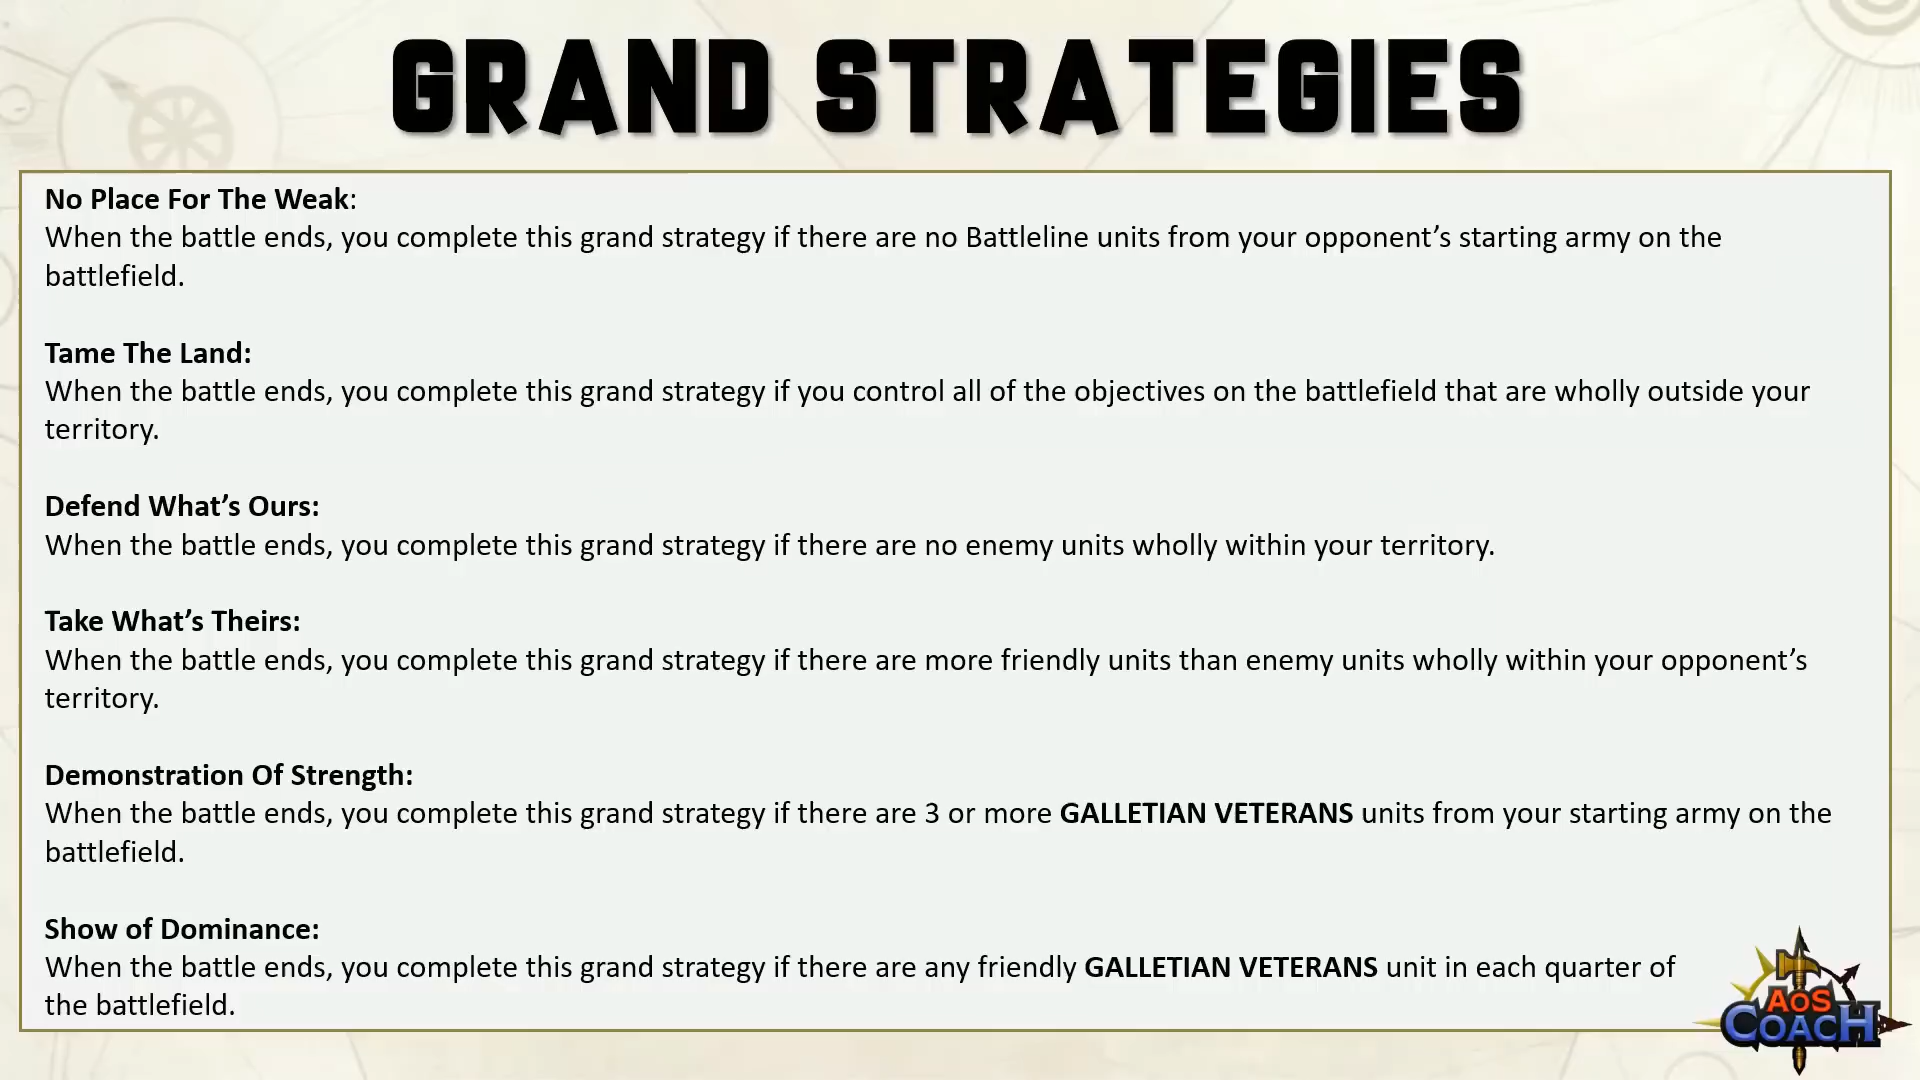 GRAND STRATEGIES
No Place For The Weak:
When the battle ends, you complete this grand strategy if there are no Battleline units from your opponent’s starting army on the
battlefield.
Tame The Land:
When the battle ends, you complete this grand strategy if you control all of the objectives on the battlefield that are wholly outside your
territory.
Defend What’s Ours:
When the battle ends, you complete this grand strategy if there are no enemy units wholly within your territory.
Take What’s Theirs:
When the battle ends, you complete this grand strategy if there are more friendly units than enemy units wholly within your opponent’s
territory.
Demonstration Of Strength:
When the battle ends, you complete this grand strategy if there are 3 or more GALLETIAN VETERANS units from your starting army on the
battlefield.
Show of Dominance:
When the battle ends, you complete this grand strategy if there are any friendly GALLETIAN VETERANS unit in each quarter of
the battlefield.
AoS
COACH